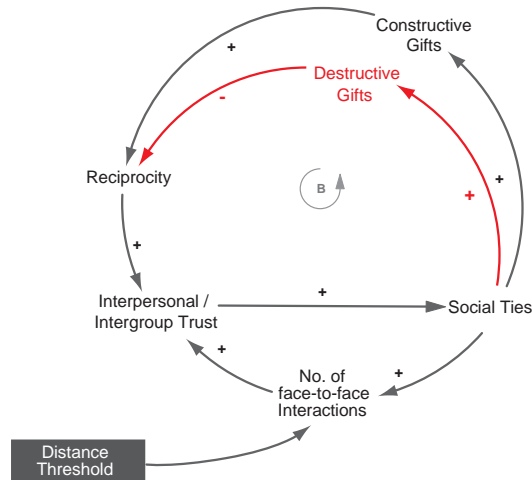 Constructive
Gifts
+
Destructive
Gifts
-
Reciprocity
B
+
+
+
Interpersonal /
Intergroup Trust
+
Social Ties
+
+
No. of
face-to-face
Interactions
Distance
Threshold